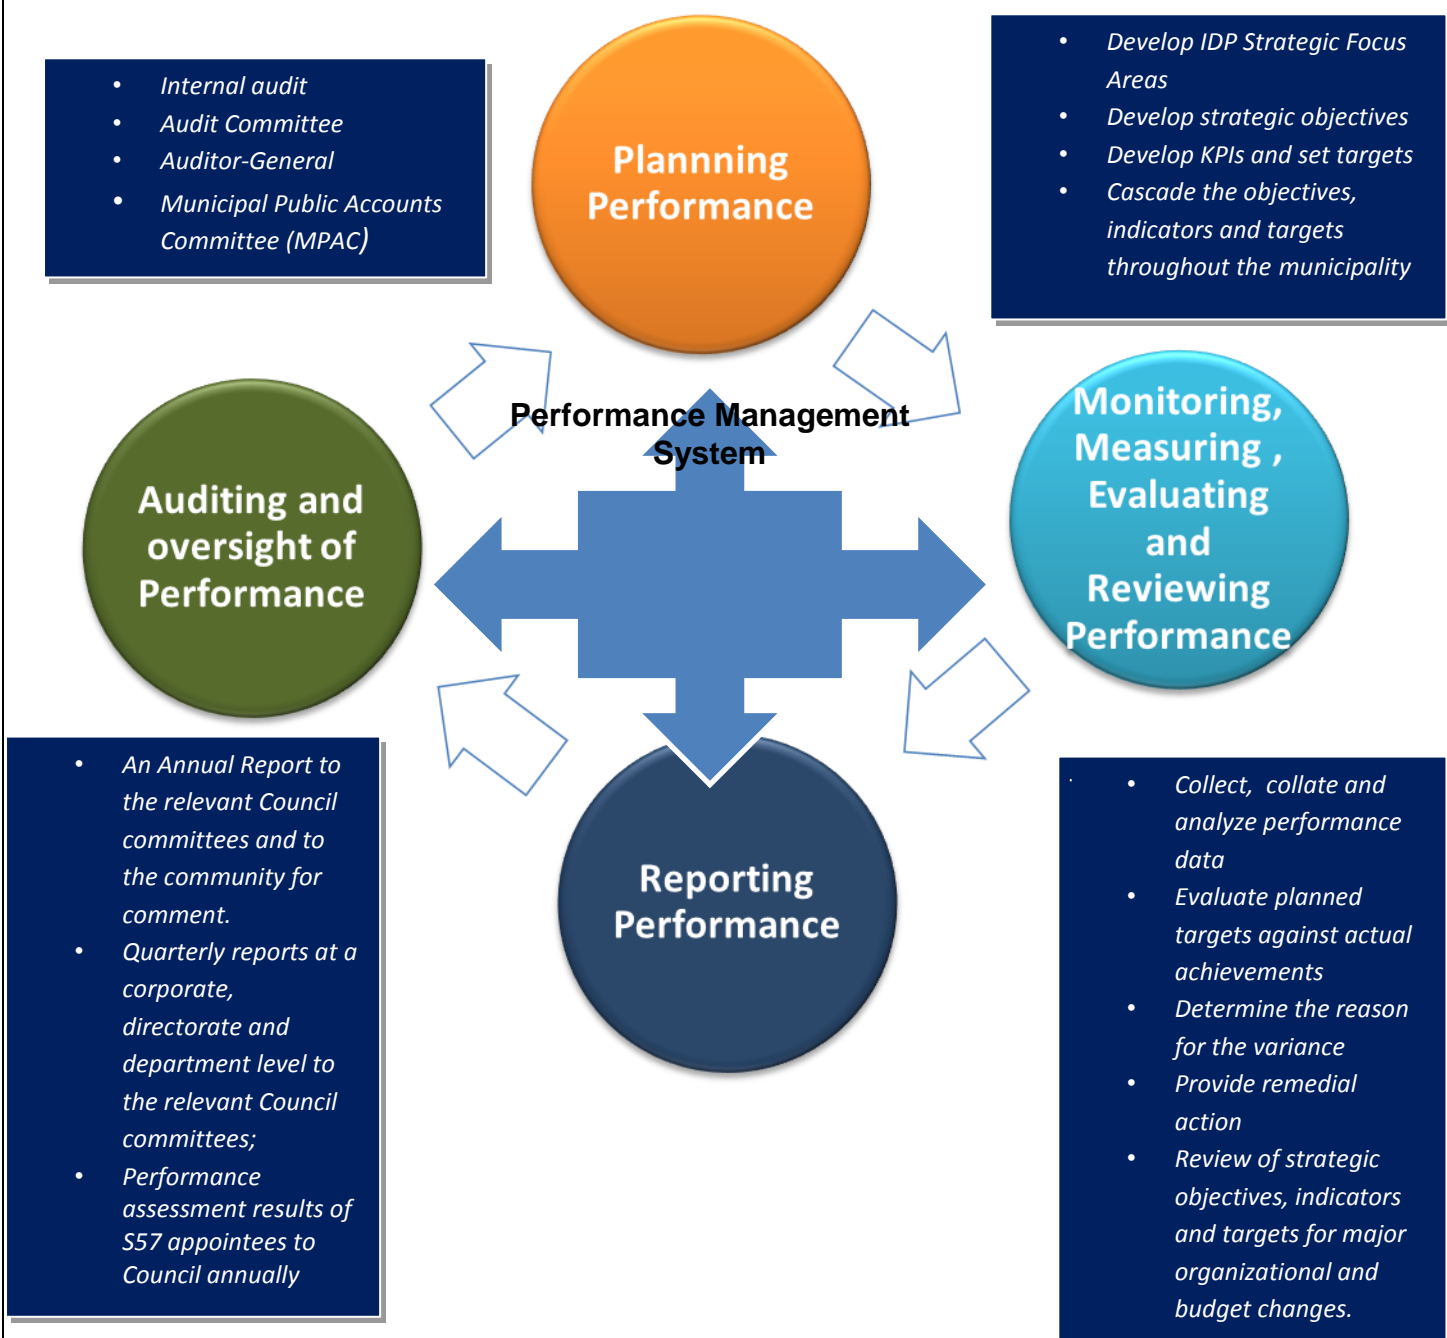 • Internal audit
• Audit Committee
• Auditor-General
• Municipal Public Accounts
Committee (MPAC)
Plannning
Performance
• Develop IDP Strategic Focus
Areas
• Develop strategic objectives
• Develop KPIs and set targets
• Cascade the objectives,
indicators and targets
throughout the municipality
Performance Management
System
Auditing and
oversight of
Performance
Monitoring,
Measuring ,
Evaluating
and
Reviewing
Performance
Reporting
Performance
• An Annual Report to
the relevant Council
committees and to
the community for
comment.
• Quarterly reports at a
corporate,
directorate and
department level to
the relevant Council
committees;
• Performance
assessment results of
S57 appointees to
Council annually
.
• Collect, collate and
analyze performance
data
• Evaluate planned
targets against actual
achievements
• Determine the reason
for the variance
• Provide remedial
action
• Review of strategic
objectives, indicators
and targets for major
organizational and
budget changes.